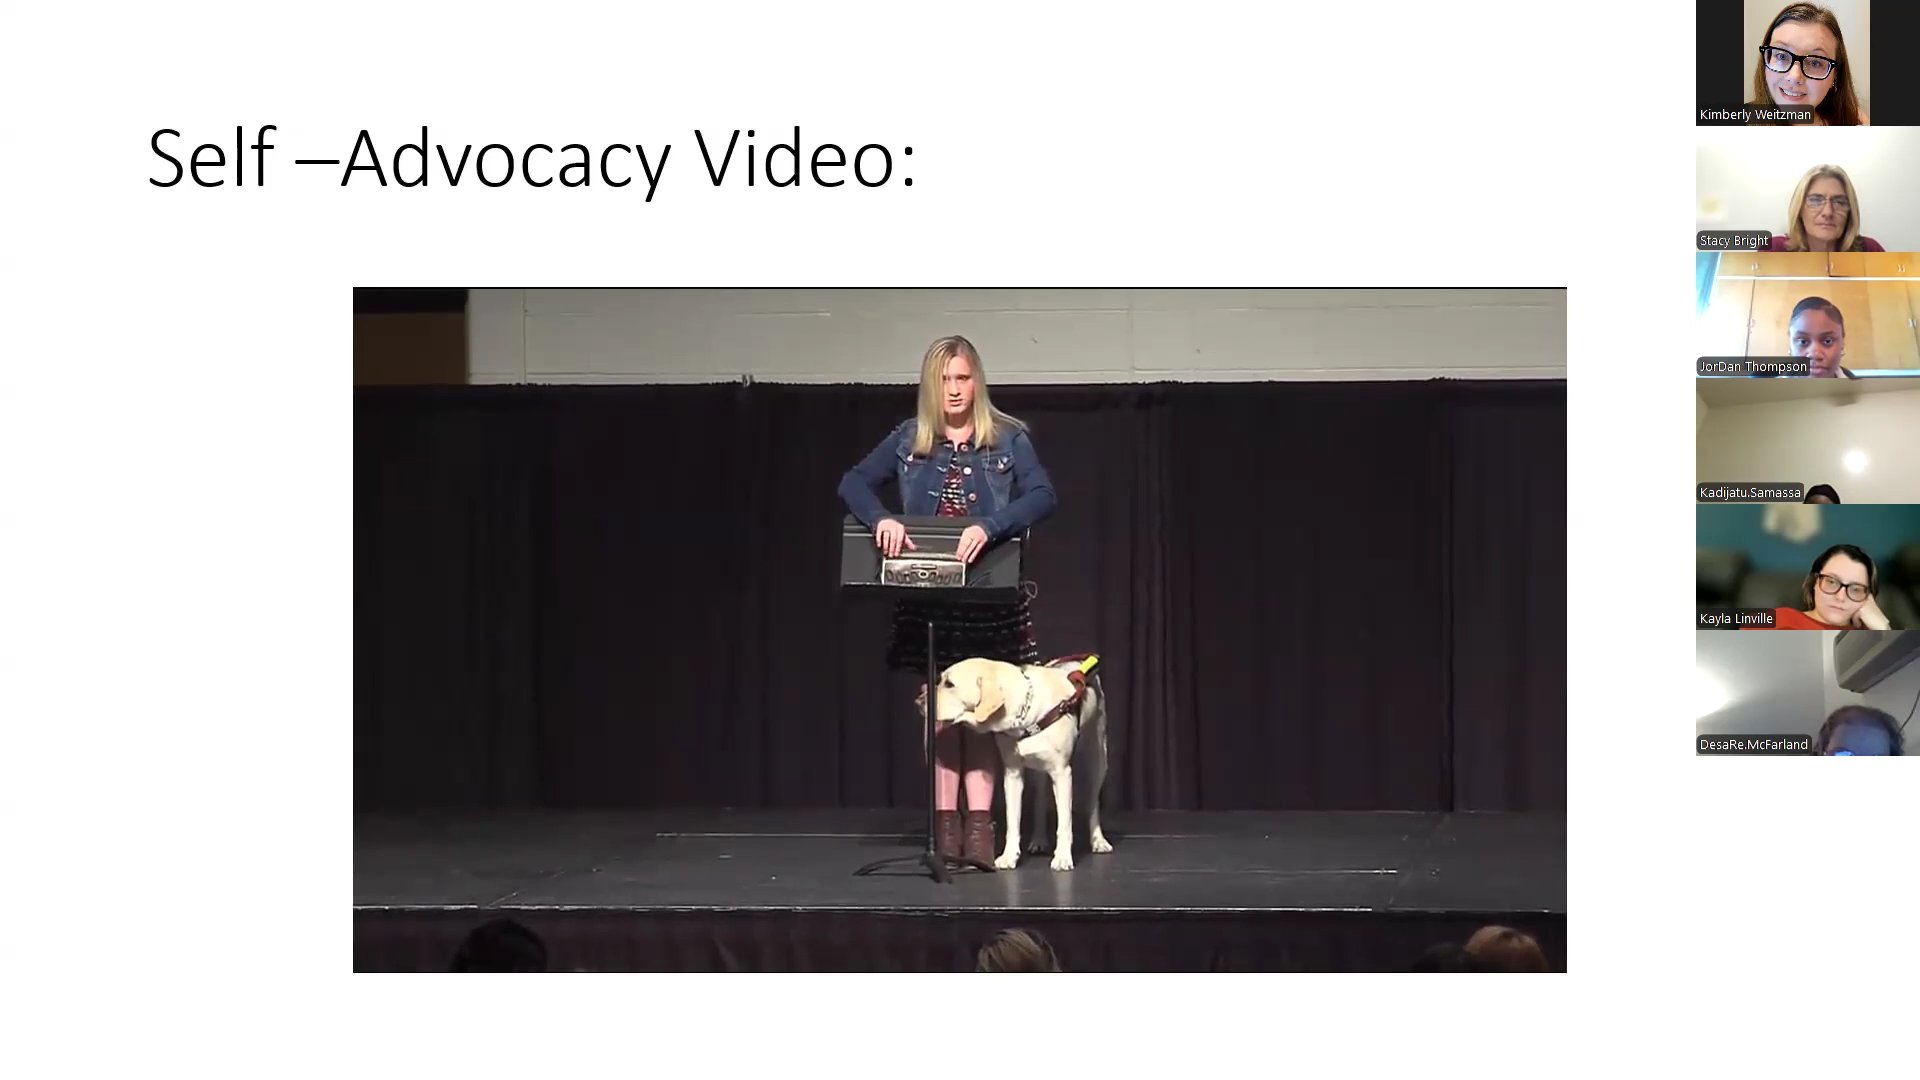 Self –Advocacy Video:
Kimberly Weitzman
Stacy Bright
JorDan Thompson
Kadijatu.Samassa
Kayla Linville
DesaRe.McFarland